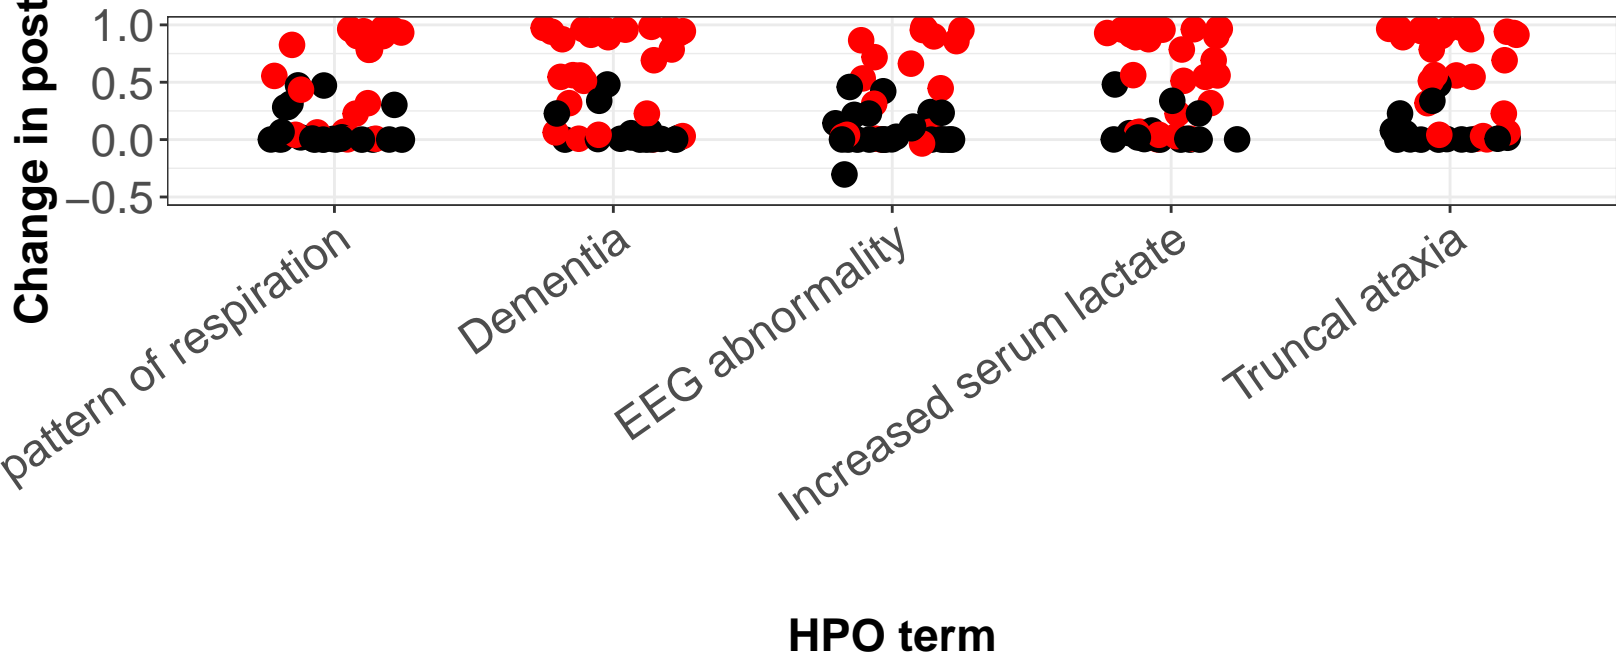 Change in post
1.0
0.5
0.0
−0.5
pattern of respiration
Dementia
EEG abnormality
Increased serum lactate
Truncal ataxia
HPO term